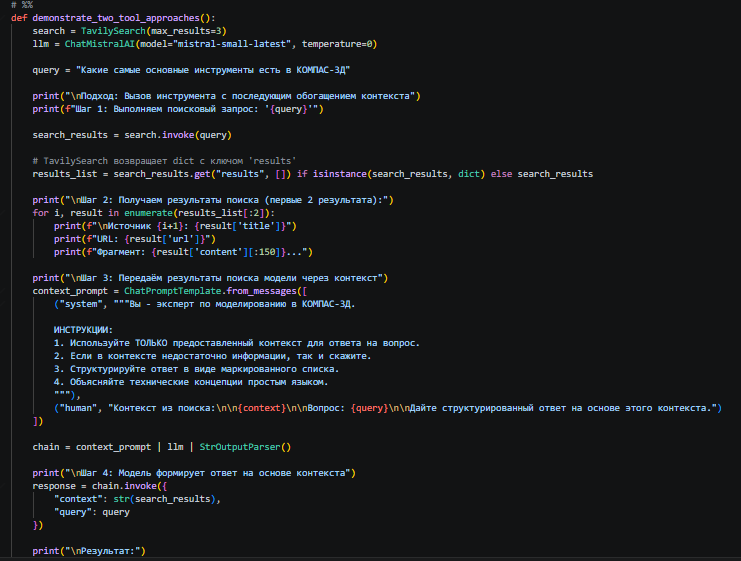 # %%
def demonstrate_two_tool_approaches():
    search = TavilySearch(max_results=3)
    llm = ChatMistralAI(model="mistral-small-latest", temperature=0)

    query = "Какие самые основные инструменты есть в КОМПАС-3Д"

    print("\nПодход: Вызов инструмента с последующим обогащением контекста")
    print(f"Шаг 1: Выполняем поисковый запрос: '{query}'")

    search_results = search.invoke(query)

    # TavilySearch возвращает dict с ключом 'results'
    results_list = search_results.get("results", []) if isinstance(search_results, dict) else search_results

    print("\nШаг 2: Получаем результаты поиска (первые 2 результата):")
    for i, result in enumerate(results_list[:2]):
        print(f"\nИсточник {i+1}: {result['title']}")
        print(f"URL: {result['url']}")
        print(f"Фрагмент: {result['content'][:150]}...")

    print("\nШаг 3: Передаём результаты поиска модели через контекст")
    context_prompt = ChatPromptTemplate.from_messages([
        ("system", """Вы - эксперт по моделированию в КОМПАС-3Д.

        ИНСТРУКЦИИ:
        1. Используйте ТОЛЬКО предоставленный контекст для ответа на вопрос.
        2. Если в контексте недостаточно информации, так и скажите.
        3. Структурируйте ответ в виде маркированного списка.
        4. Объясняйте технические концепции простым языком.
        """),
        ("human", "Контекст из поиска:\n\n{context}\n\nВопрос: {query}\n\nДайте структурированный ответ на основе этого контекста.")
    ])

    chain = context_prompt | llm | StrOutputParser()

    print("\nШаг 4: Модель формирует ответ на основе контекста")
    response = chain.invoke({
        "context": str(search_results),
        "query": query
    })

    print("\nРезультат:")